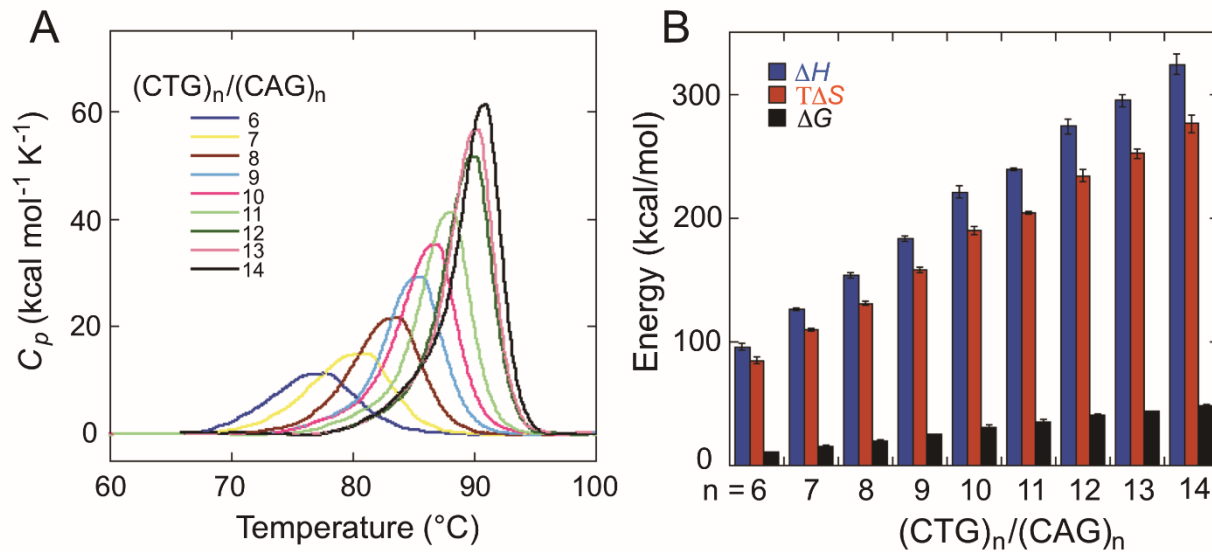 A
(CTG)n/(CAG)n
6
7
8
9
10
11
12
13
14
60
40
20
0
Cp (kcal mol-1 K-1)
60 70 80 90 100
Temperature (°C)
B
ΔH
TΔS
ΔG
300
200
100
0
Energy (kcal/mol)
n = 6 7 8 9 10 11 12 13 14
(CTG)n/(CAG)n